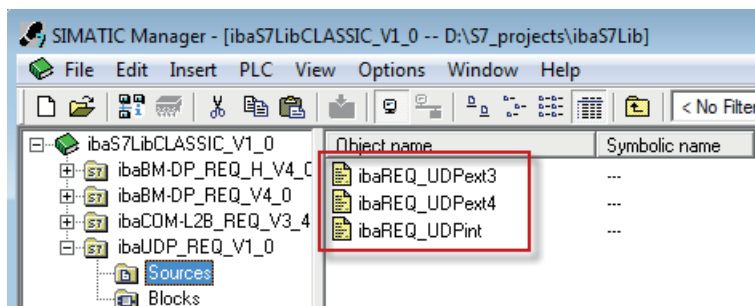 SIMATIC Manager - [ibaS7LibCLASSIC_V1_0 -- D:\S7_projects\ibaS7Lib]
File Edit Insert PLC View Options Window Help
< No Filter
ibaS7LibCLASSIC_V1_0
ibaBM-DP_REQ_H_V4_0
ibaBM-DP_REQ_V4_0
ibaCOM-L2B_REQ_V3_4
ibaUDP_REQ_V1_0
Sources
Blocks
Object name Symbolic name
ibaREQ_UDPext3 ---
ibaREQ_UDPext4 ---
ibaREQ_UDPint ---